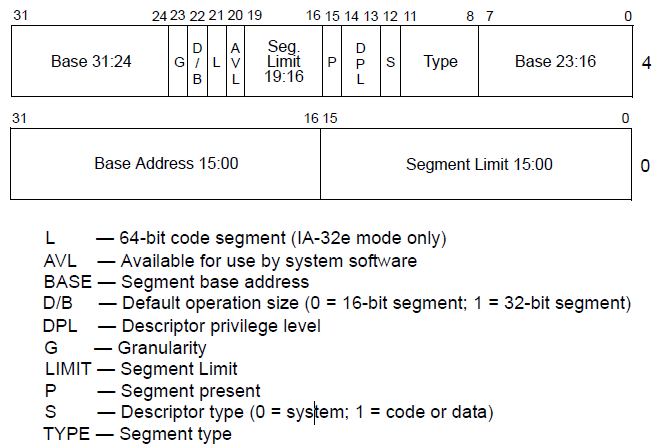 31 24 23 22 21 20 19 16 15 14 13 12 11 8 7 0
Base 31:24 G D/B L AVL Seg. Limit 19:16 P DPL S Type Base 23:16 4
31 16 15 0
Base Address 15:00 Segment Limit 15:00 0
L — 64-bit code segment (IA-32e mode only)
AVL — Available for use by system software
BASE — Segment base address
D/B — Default operation size (0 = 16-bit segment; 1 = 32-bit segment)
DPL — Descriptor privilege level
G — Granularity
LIMIT — Segment Limit
P — Segment present
S — Descriptor type (0 = system; 1 = code or data)
TYPE — Segment type